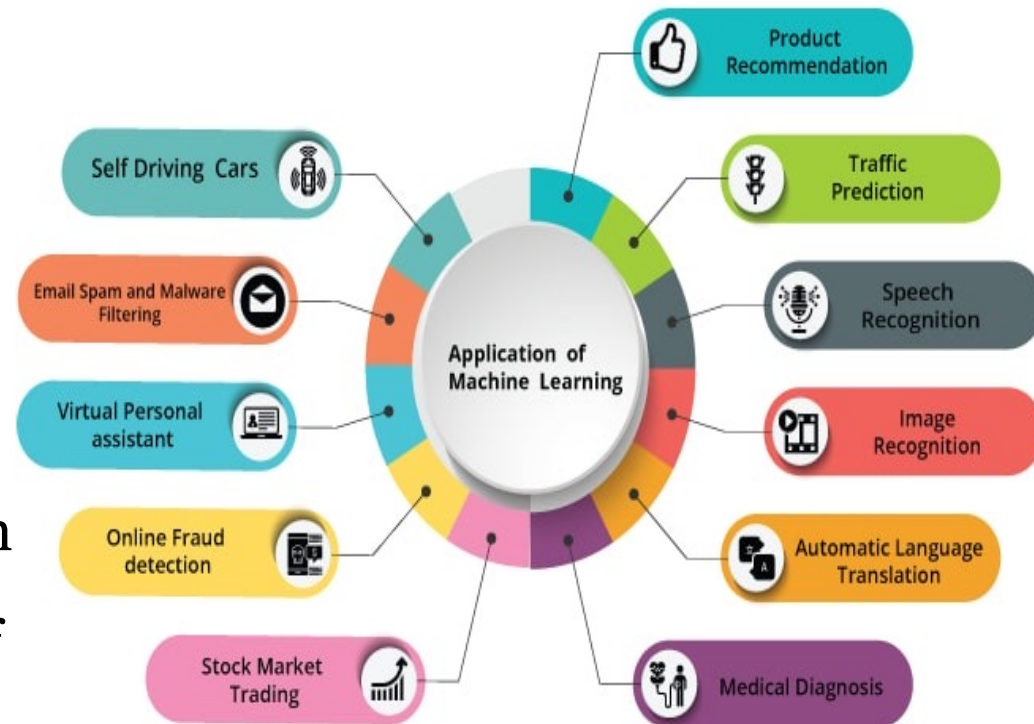 Product
Recommendation
Traffic
Prediction
Speech
Recognition
Image
Recognition
Automatic Language
Translation
Medical Diagnosis
Self Driving Cars
Email Spam and Malware
Filtering
Virtual Personal
assistant
Online Fraud
detection
Stock Market
Trading
Application of
Machine Learning